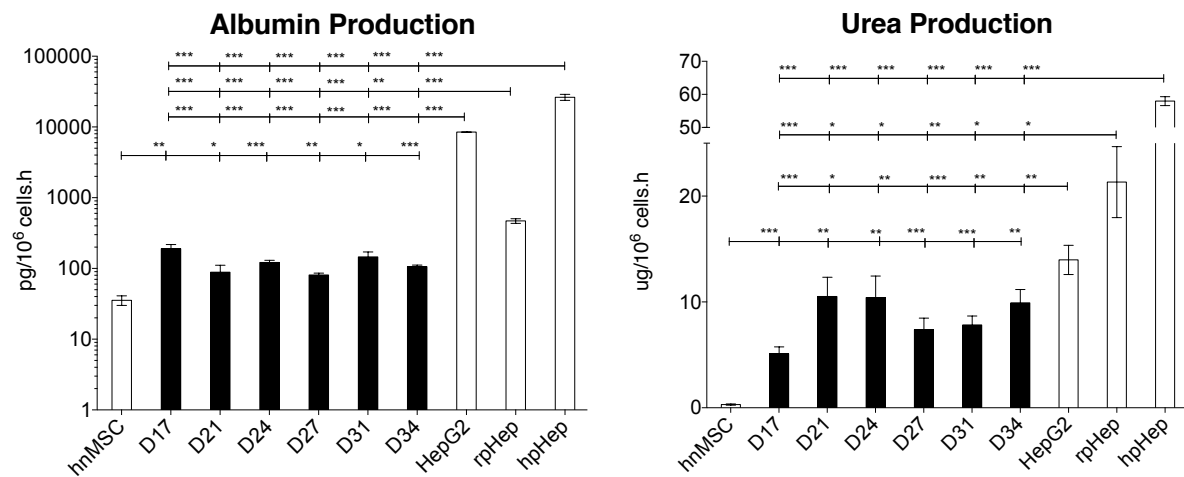 Albumin Production
100000
10000
1000
100
10
1
pg/10⁶ cells.h
*** *** *** *** *** ***
*** *** *** *** ** ***
*** *** *** *** *** ***
** * *** ** * ***
hnMSC D17 D21 D24 D27 D31 D34 HepG2 rpHep hpHep
Urea Production
70
60
50
20
10
0
ug/10⁶ cells.h
*** *** *** *** *** ***
*** * * ** * *
*** * ** *** ** **
*** ** ** *** *** **
hnMSC D17 D21 D24 D27 D31 D34 HepG2 rpHep hpHep